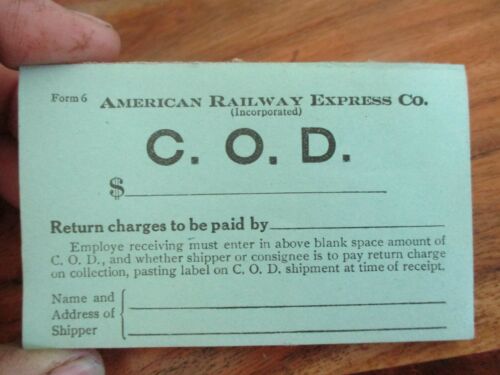 Form 6 AMERICAN RAILWAY EXPRESS CO.
(Incorporated)
C. O. D.
$
Return charges to be paid by
Employe receiving must enter in above blank space amount of
C. O. D., and whether shipper or consignee is to pay return charge
on collection, pasting label on C. O. D. shipment at time of receipt.
Name and
Address of
Shipper